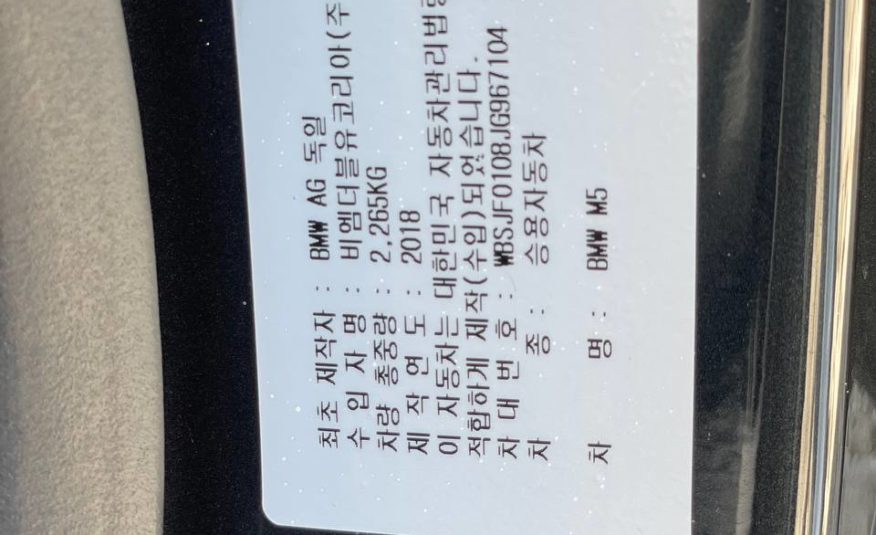 최초 제작자 : BMW AG 독일
수 입 자 명 : 비엠더블유코리아(주
차량 총중량 : 2,265KG
제 작 연 도 : 2018
이 자동차는 대한민국 자동차관리법령
적합하게 제작(수입)되었습니다.
차 대 번 호 : WBSJF0108JG967104
차 종 : 승용자동차
차 명 : BMW M5